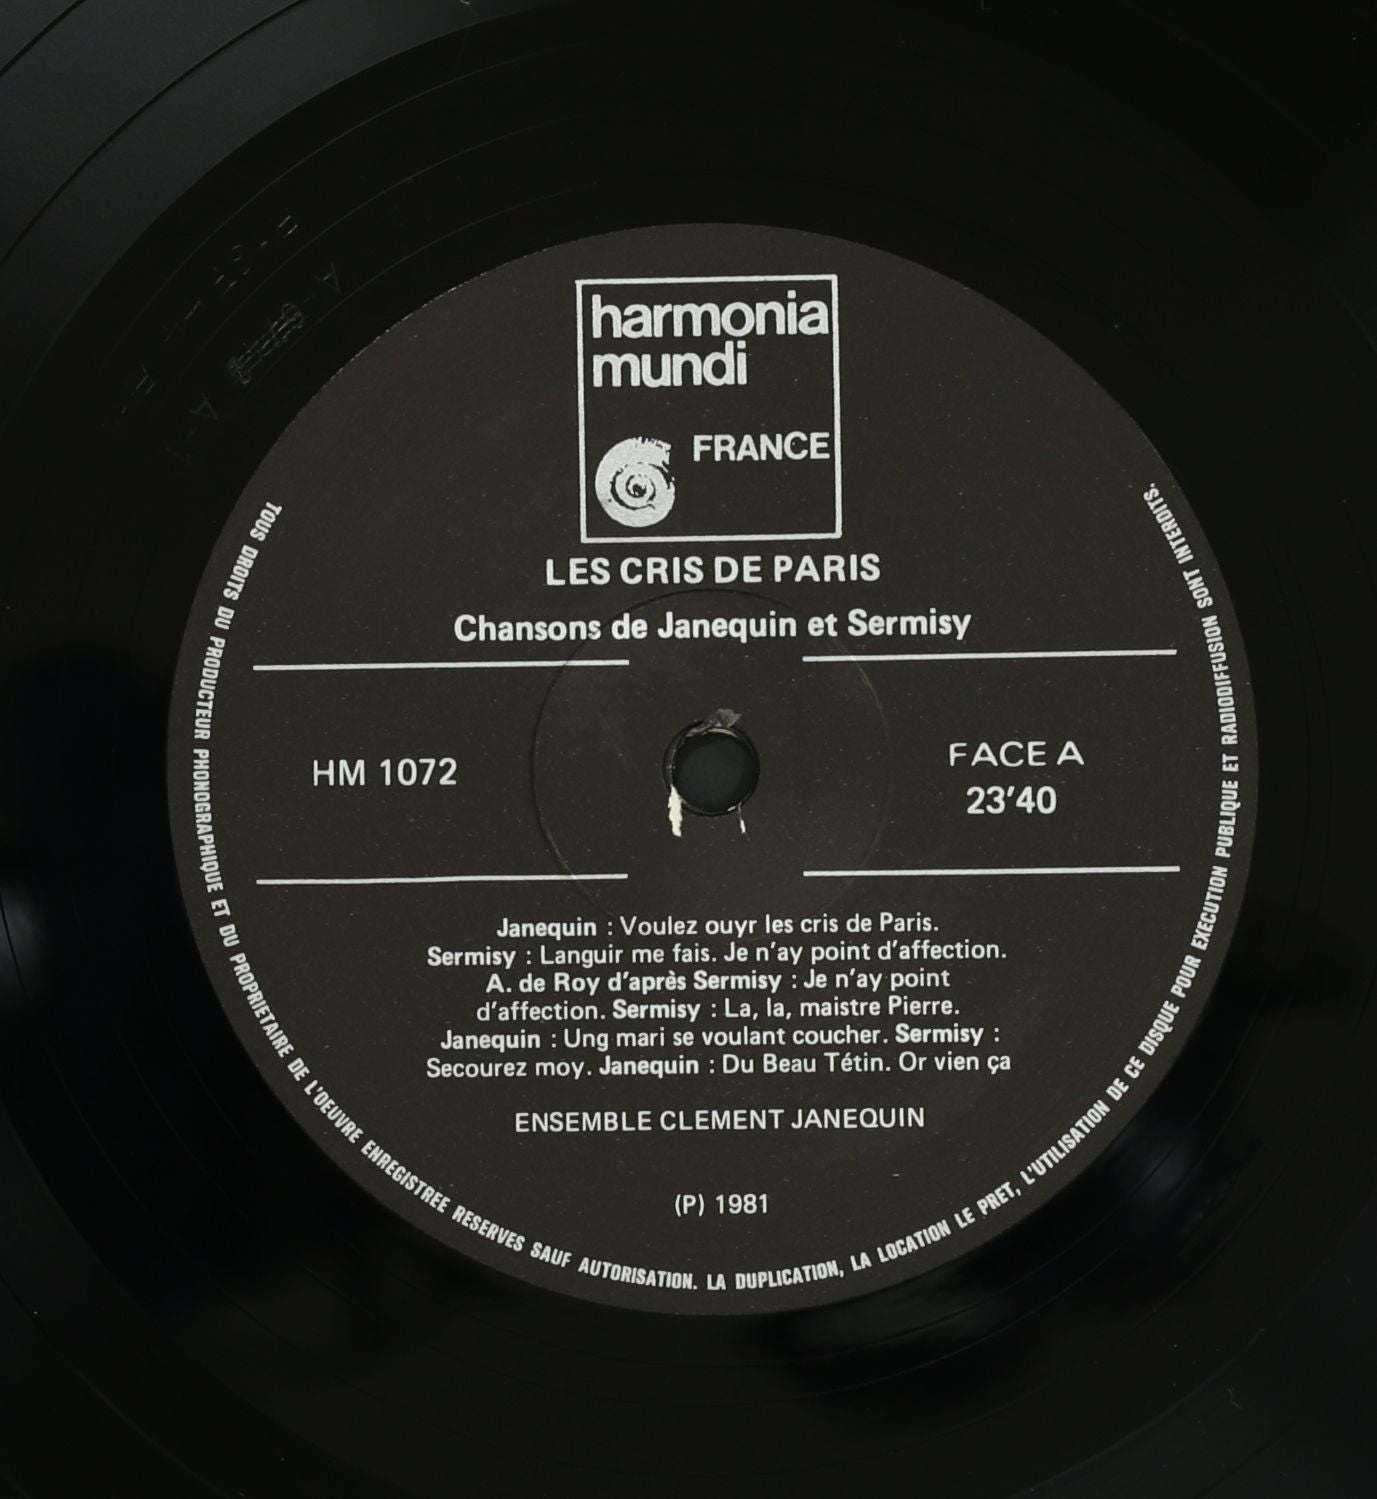 harmonia
mundi
FRANCE
LES CRIS DE PARIS
Chansons de Janequin et Sermisy
HM 1072
FACE A
23'40
Janequin : Voulez ouyr les cris de Paris.
Sermisy : Languir me fais. Je n'ay point d'affection.
A. de Roy d'après Sermisy : Je n'ay point
d'affection. Sermisy : La, la, maistre Pierre.
Janequin : Ung mari se voulant coucher. Sermisy :
Secourez moy. Janequin : Du Beau Tétin. Or vien ça
ENSEMBLE CLEMENT JANEQUIN
(P) 1981
TOUS DROITS DU PRODUCTEUR PHONOGRAPHIQUE ET DU PROPRIETAIRE DE L'OEUVRE ENREGISTREE RESERVES SAUF AUTORISATION. LA DUPLICATION, LA LOCATION LE PRET, L'UTILISATION DE CE DISQUE POUR EXECUTION PUBLIQUE ET RADIODIFFUSION SONT INTERDITS.